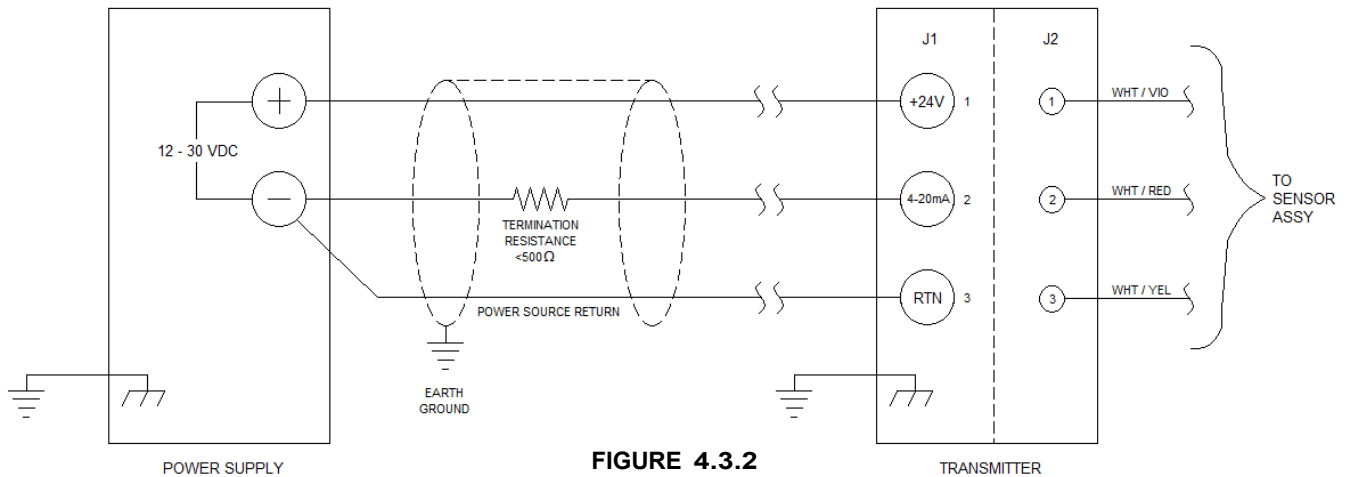 J1
J2
+
+24V
1
1
WHT / VIO
12 - 30 VDC
−
4-20mA
2
2
WHT / RED
TO
SENSOR
ASSY
TERMINATION
RESISTANCE
<500Ω
RTN
3
3
WHT / YEL
POWER SOURCE RETURN
EARTH
GROUND
POWER SUPPLY
FIGURE 4.3.2
TRANSMITTER